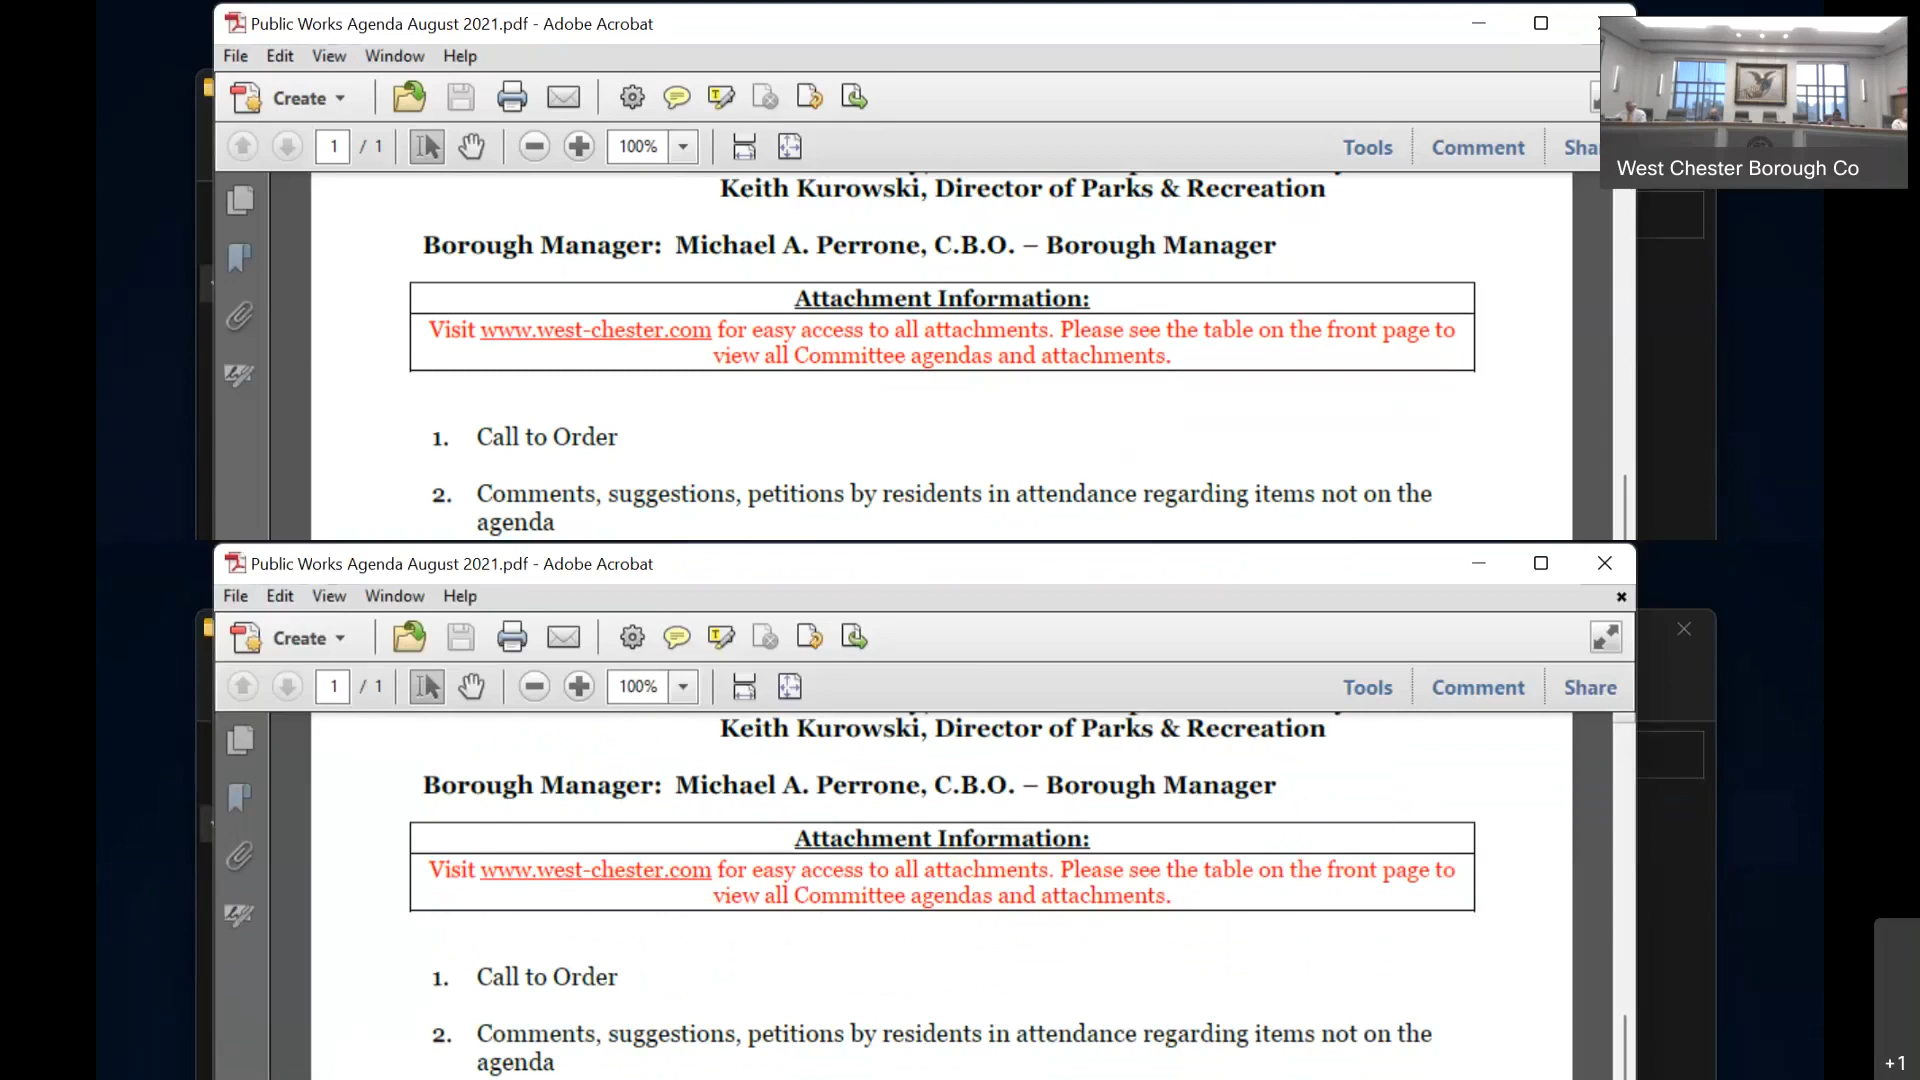 Public Works Agenda August 2021.pdf - Adobe Acrobat
File Edit View Window Help
Create
1 / 1 100% Tools Comment Sha
West Chester Borough Co
Keith Kurowski, Director of Parks & Recreation
Borough Manager: Michael A. Perrone, C.B.O. – Borough Manager
Attachment Information:
Visit www.west-chester.com for easy access to all attachments. Please see the table on the front page to
view all Committee agendas and attachments.
1. Call to Order
2. Comments, suggestions, petitions by residents in attendance regarding items not on the
agenda
Public Works Agenda August 2021.pdf - Adobe Acrobat
File Edit View Window Help
Create
1 / 1 100% Tools Comment Share
Keith Kurowski, Director of Parks & Recreation
Borough Manager: Michael A. Perrone, C.B.O. – Borough Manager
Attachment Information:
Visit www.west-chester.com for easy access to all attachments. Please see the table on the front page to
view all Committee agendas and attachments.
1. Call to Order
2. Comments, suggestions, petitions by residents in attendance regarding items not on the
agenda
+1